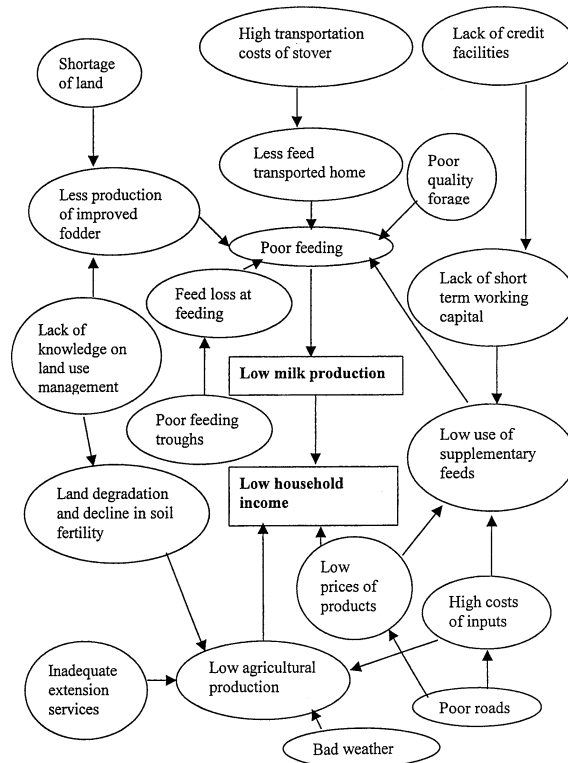 High transportation
costs of stover
Lack of credit
facilities
Shortage
of land
Less feed
transported home
Poor
quality
forage
Less production
of improved
fodder
Poor feeding
Feed loss at
feeding
Lack of short
term working
capital
Lack of
knowledge on
land use
management
Low milk production
Poor feeding
troughs
Low use of
supplementary
feeds
Low household
income
Land degradation
and decline in soil
fertility
Low
prices of
products
High costs
of inputs
Inadequate
extension
services
Low agricultural
production
Poor roads
Bad weather